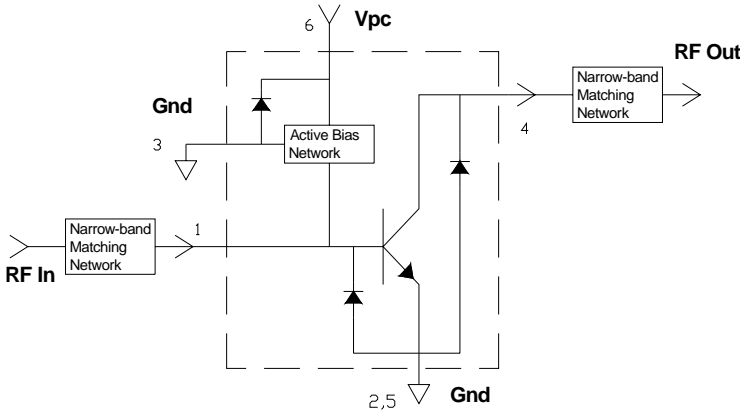 6
Vpc
RF Out
Narrow-band
Matching
Network
4
Gnd
3
Active Bias
Network
1
Narrow-band
Matching
Network
RF In
2,5
Gnd